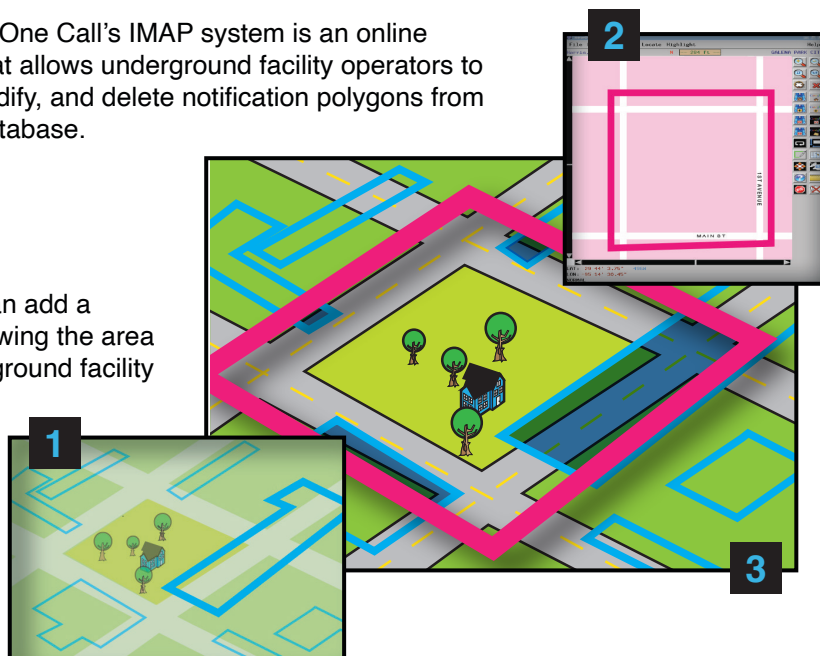 One Call’s IMAP system is an online
at allows underground facility operators to
dify, and delete notification polygons from
tabase.
an add a
wing the area
ground facility
1
2
Locate Highlight
Help
1ST AVENUE
MAIN ST
3